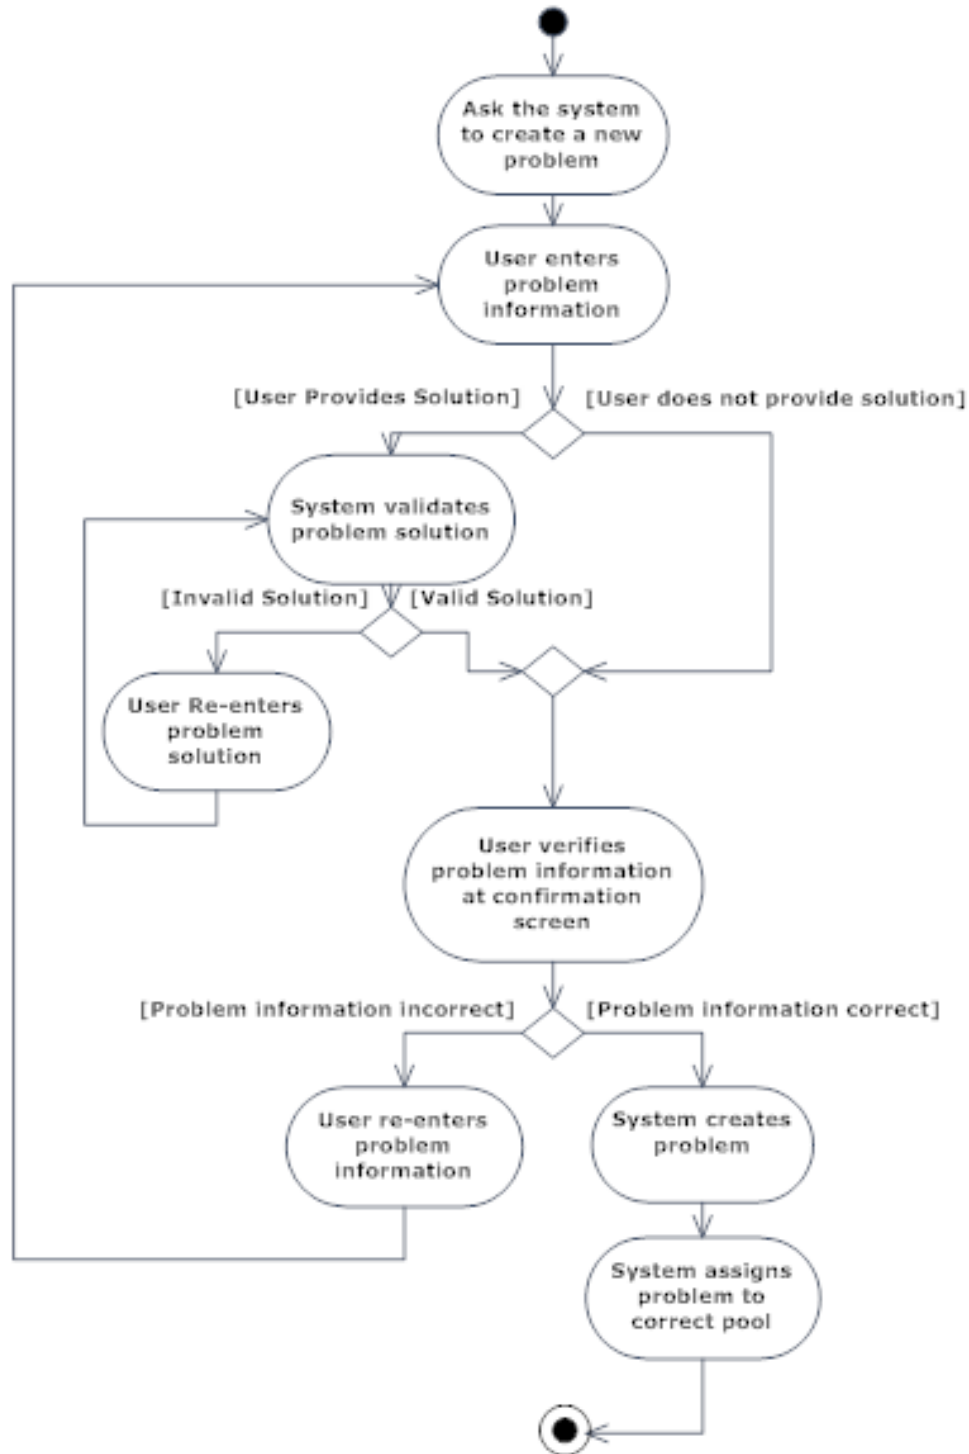 Ask the system
to create a new
problem
User enters
problem
information
[User Provides Solution]
[User does not provide solution]
System validates
problem solution
[Invalid Solution]
[Valid Solution]
User Re-enters
problem
solution
User verifies
problem information
at confirmation
screen
[Problem information incorrect]
[Problem information correct]
User re-enters
problem
information
System creates
problem
System assigns
problem to
correct pool